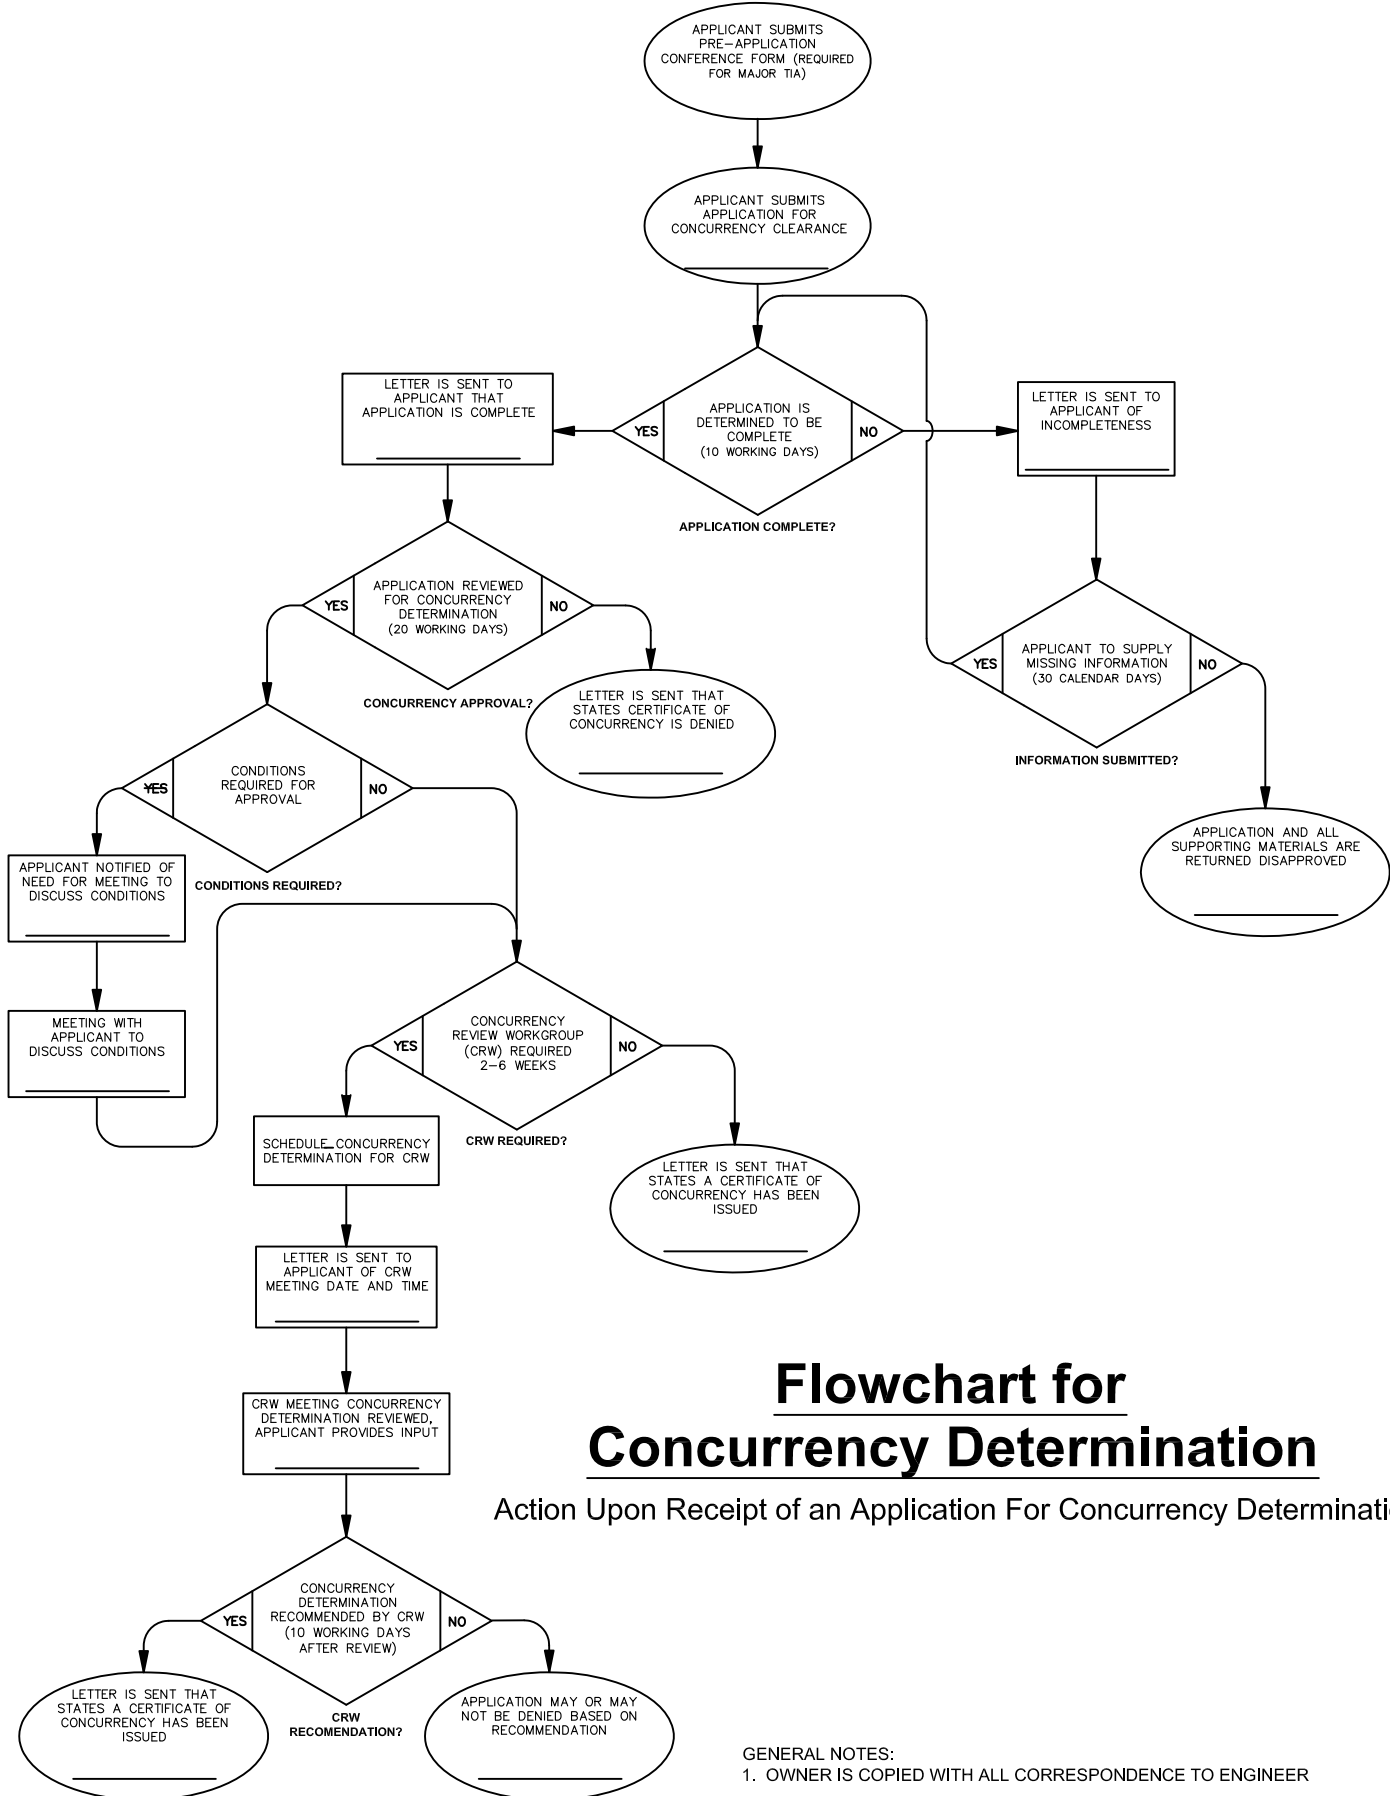 APPLICANT SUBMITS
PRE-APPLICATION
CONFERENCE FORM (REQUIRED
FOR MAJOR TIA)
APPLICANT SUBMITS
APPLICATION FOR
CONCURRENCY CLEARANCE
LETTER IS SENT TO
APPLICANT THAT
APPLICATION IS COMPLETE
YES
APPLICATION IS
DETERMINED TO BE
COMPLETE
(10 WORKING DAYS)
NO
APPLICATION COMPLETE?
LETTER IS SENT TO
APPLICANT OF
INCOMPLETENESS
YES
APPLICATION REVIEWED
FOR CONCURRENCY
DETERMINATION
(20 WORKING DAYS)
NO
CONCURRENCY APPROVAL?
LETTER IS SENT THAT
STATES CERTIFICATE OF
CONCURRENCY IS DENIED
YES
APPLICANT TO SUPPLY
MISSING INFORMATION
(30 CALENDAR DAYS)
NO
INFORMATION SUBMITTED?
APPLICATION AND ALL
SUPPORTING MATERIALS ARE
RETURNED DISAPPROVED
YES
CONDITIONS
REQUIRED FOR
APPROVAL
NO
CONDITIONS REQUIRED?
APPLICANT NOTIFIED OF
NEED FOR MEETING TO
DISCUSS CONDITIONS
MEETING WITH
APPLICANT TO
DISCUSS CONDITIONS
YES
CONCURRENCY
REVIEW WORKGROUP
(CRW) REQUIRED
2-6 WEEKS
NO
CRW REQUIRED?
SCHEDULE CONCURRENCY
DETERMINATION FOR CRW
LETTER IS SENT THAT
STATES A CERTIFICATE OF
CONCURRENCY HAS BEEN
ISSUED
LETTER IS SENT TO
APPLICANT OF CRW
MEETING DATE AND TIME
CRW MEETING CONCURRENCY
DETERMINATION REVIEWED,
APPLICANT PROVIDES INPUT
Flowchart for
Concurrency Determination
Action Upon Receipt of an Application For Concurrency Determinati
YES
CONCURRENCY
DETERMINATION
RECOMMENDED BY CRW
(10 WORKING DAYS
AFTER REVIEW)
NO
CRW
RECOMENDATION?
LETTER IS SENT THAT
STATES A CERTIFICATE OF
CONCURRENCY HAS BEEN
ISSUED
APPLICATION MAY OR MAY
NOT BE DENIED BASED ON
RECOMMENDATION
GENERAL NOTES:
1. OWNER IS COPIED WITH ALL CORRESPONDENCE TO ENGINEER